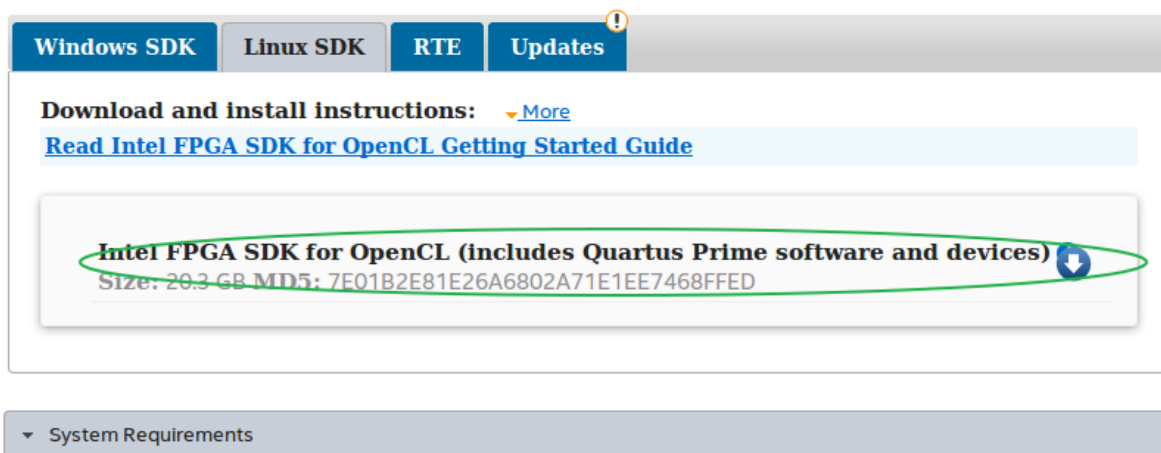 !
Windows SDK Linux SDK RTE Updates
Download and install instructions: More
Read Intel FPGA SDK for OpenCL Getting Started Guide
Intel FPGA SDK for OpenCL (includes Quartus Prime software and devices)
Size: 20.3 GB MD5: 7E01B2E81E26A6802A71E1EE7468FFED
System Requirements